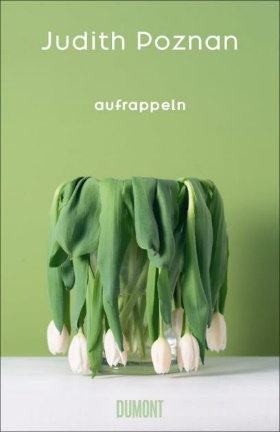 Judith Poznan
aufrappeln
DUMONT